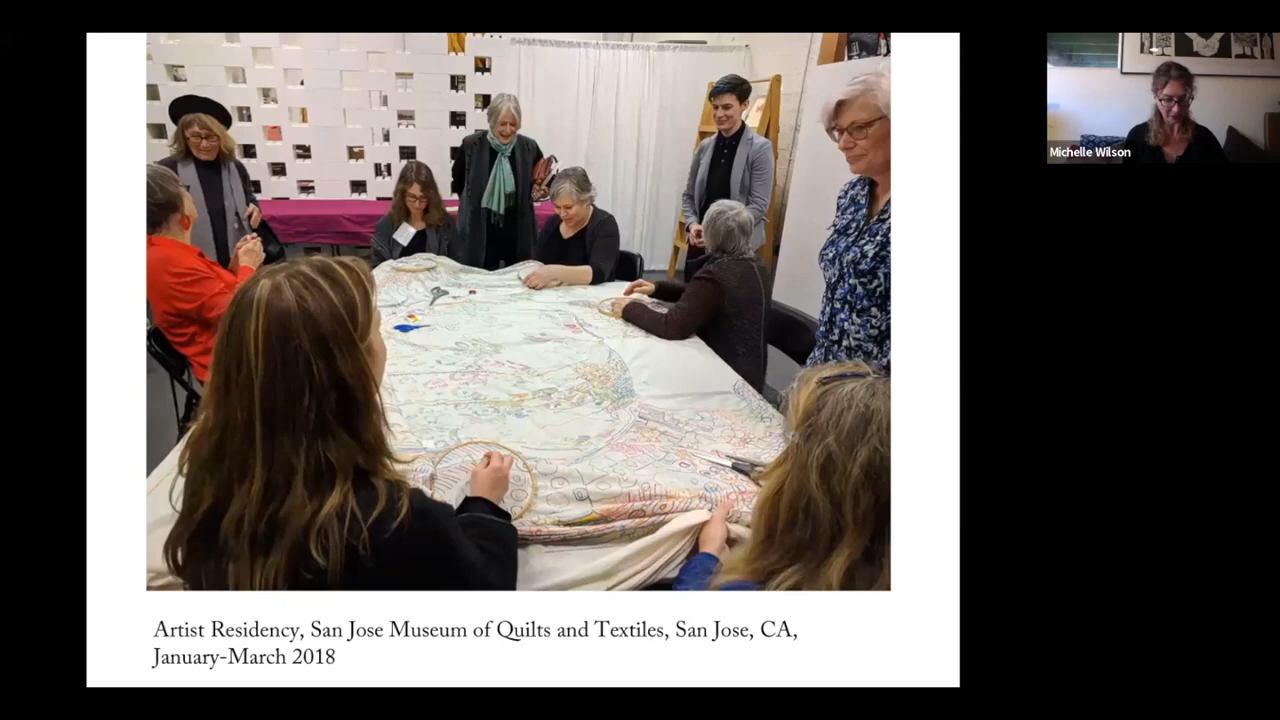 Michelle Wilson
Artist Residency, San Jose Museum of Quilts and Textiles, San Jose, CA,
January-March 2018